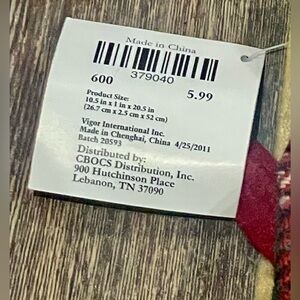 Made in China
379040
600 5.99
Product Size:
10.5 in x 1 in x 20.5 in
(26.7 cm x 2.5 cm x 52 cm)
Vigor International Inc.
Made in Chenghai, China 4/25/2011
Batch 20593
Distributed by:
CBOCS Distribution, Inc.
900 Hutchinson Place
Lebanon, TN 37090